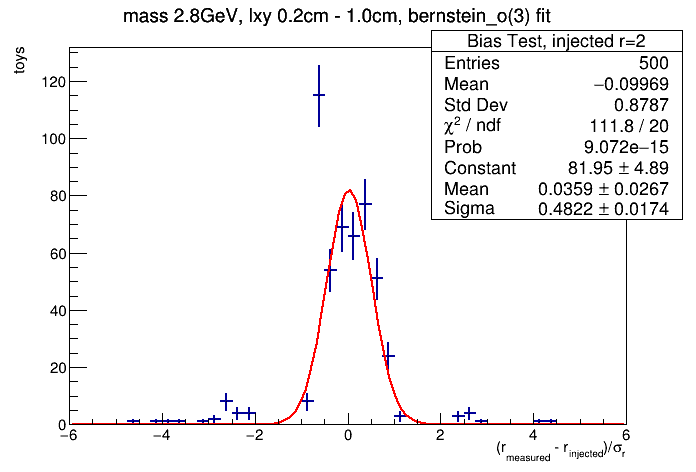 mass 2.8GeV, lxy 0.2cm - 1.0cm, bernstein_o(3) fit
toys
Bias Test, injected r=2
Entries 500
Mean −0.09969
Std Dev 0.8787
χ² / ndf 111.8 / 20
Prob 9.072e−15
Constant 81.95 ± 4.89
Mean 0.0359 ± 0.0267
Sigma 0.4822 ± 0.0174
120
100
80
60
40
20
0
−6 −4 −2 0 2 4 6
(r_measured - r_injected)/σ_r